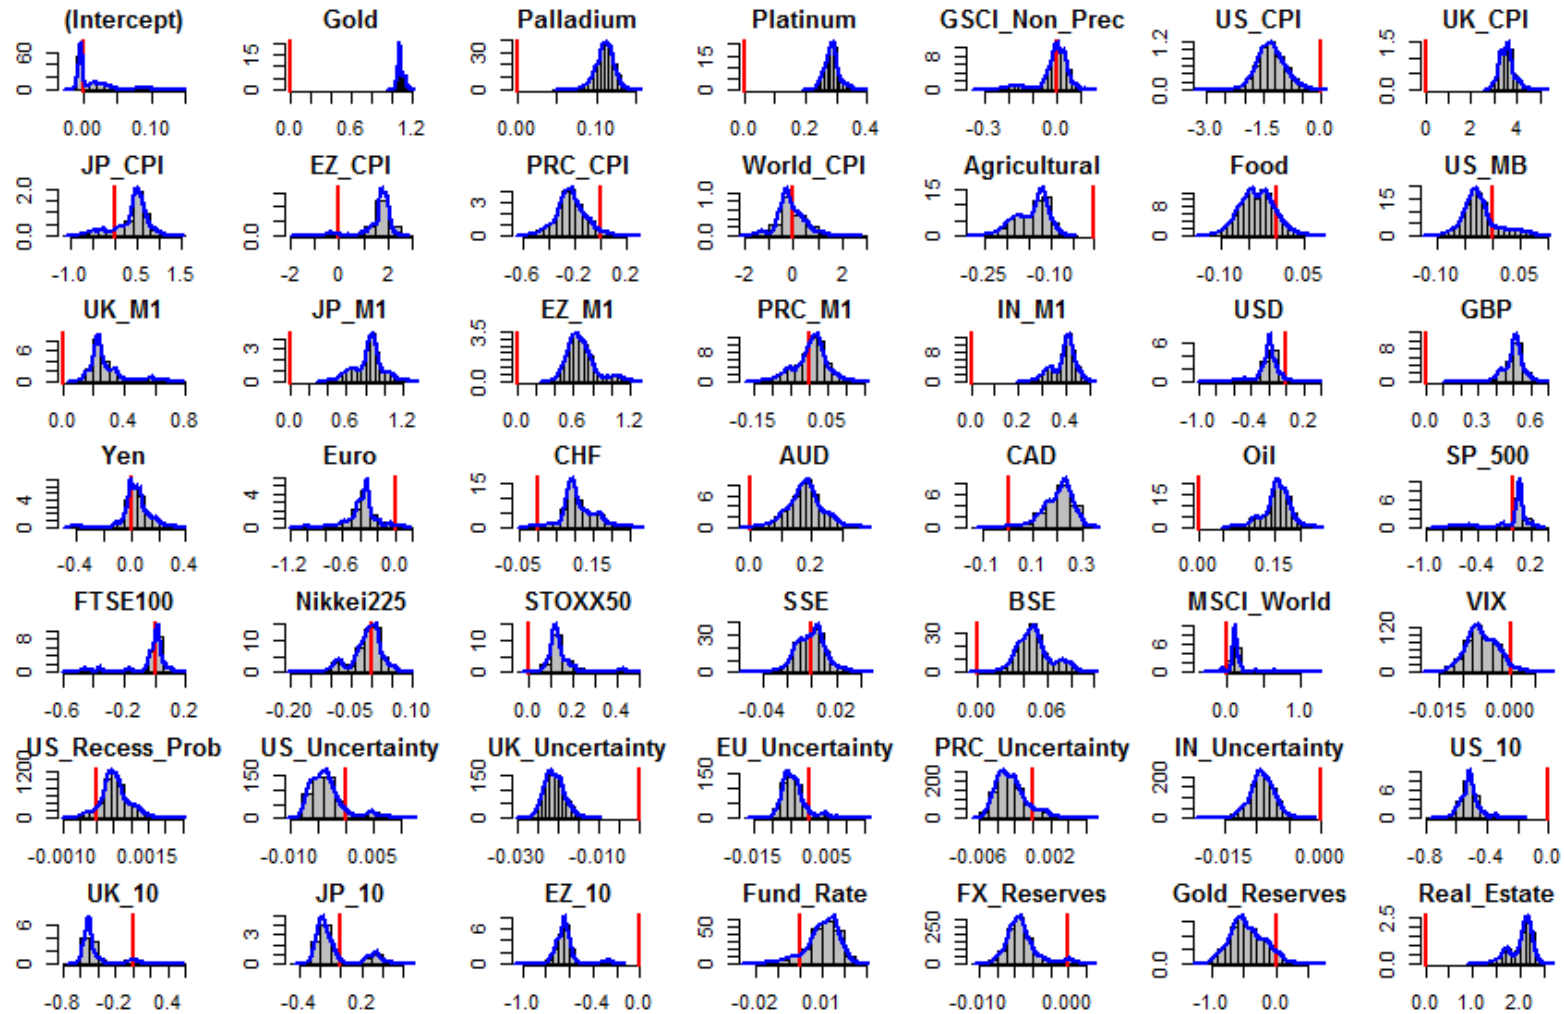 (Intercept) Gold Palladium Platinum GSCI_Non_Prec US_CPI UK_CPI
0 60 0 15 0 30 0 15 0 8 0.0 1.2 0.0 1.5
0.00 0.10 0.0 0.6 1.2 0.00 0.10 0.0 0.2 0.4 -0.3 0.0 -3.0 -1.5 0.0 0 2 4
JP_CPI EZ_CPI PRC_CPI World_CPI Agricultural Food US_MB
0.0 2.0 0.0 0 3 0.0 1.0 0 15 0 8 0 15
-1.0 0.5 1.5 -2 0 2 -0.6 -0.2 0.2 -2 0 2 -0.25 -0.10 -0.10 0.05 -0.10 0.05
UK_M1 JP_M1 EZ_M1 PRC_M1 IN_M1 USD GBP
0 6 0 3 0.0 3.5 0 8 0 8 0 6 0 8
0.0 0.4 0.8 0.0 0.6 1.2 0.0 0.6 1.2 -0.15 0.05 0.0 0.2 0.4 -1.0 -0.4 0.2 0.0 0.3 0.6
Yen Euro CHF AUD CAD Oil SP_500
0 4 0 4 0 15 0 6 0 6 0 15 0 6
-0.4 0.0 0.4 -1.2 -0.6 0.0 -0.05 0.15 0.0 0.2 -0.1 0.1 0.3 0.00 0.15 -1.0 -0.4 0.2
FTSE100 Nikkei225 STOXX50 SSE BSE MSCI_World VIX
0 8 0 15 0 10 0 30 0 30 0 6 0 120
-0.6 -0.2 0.2 -0.20 -0.05 0.10 0.0 0.2 0.4 -0.04 0.02 0.00 0.06 0.0 1.0 -0.015 0.000
US_Recess_Prob US_Uncertainty UK_Uncertainty EU_Uncertainty PRC_Uncertainty IN_Uncertainty US_10
0 1200 0 150 0 150 0 150 0 200 0 200 0 6
-0.0010 0.0015 -0.010 0.005 -0.030 -0.010 -0.015 0.005 -0.006 0.002 -0.015 0.000 -0.8 -0.4 0.0
UK_10 JP_10 EZ_10 Fund_Rate FX_Reserves Gold_Reserves Real_Estate
0 6 0 3 0 6 0 50 0 250 0.0 0.0 2.5
-0.8 -0.2 0.4 -0.4 0.2 -1.0 -0.4 0.0 -0.02 0.01 -0.010 0.000 -1.0 0.0 0.0 1.0 2.0